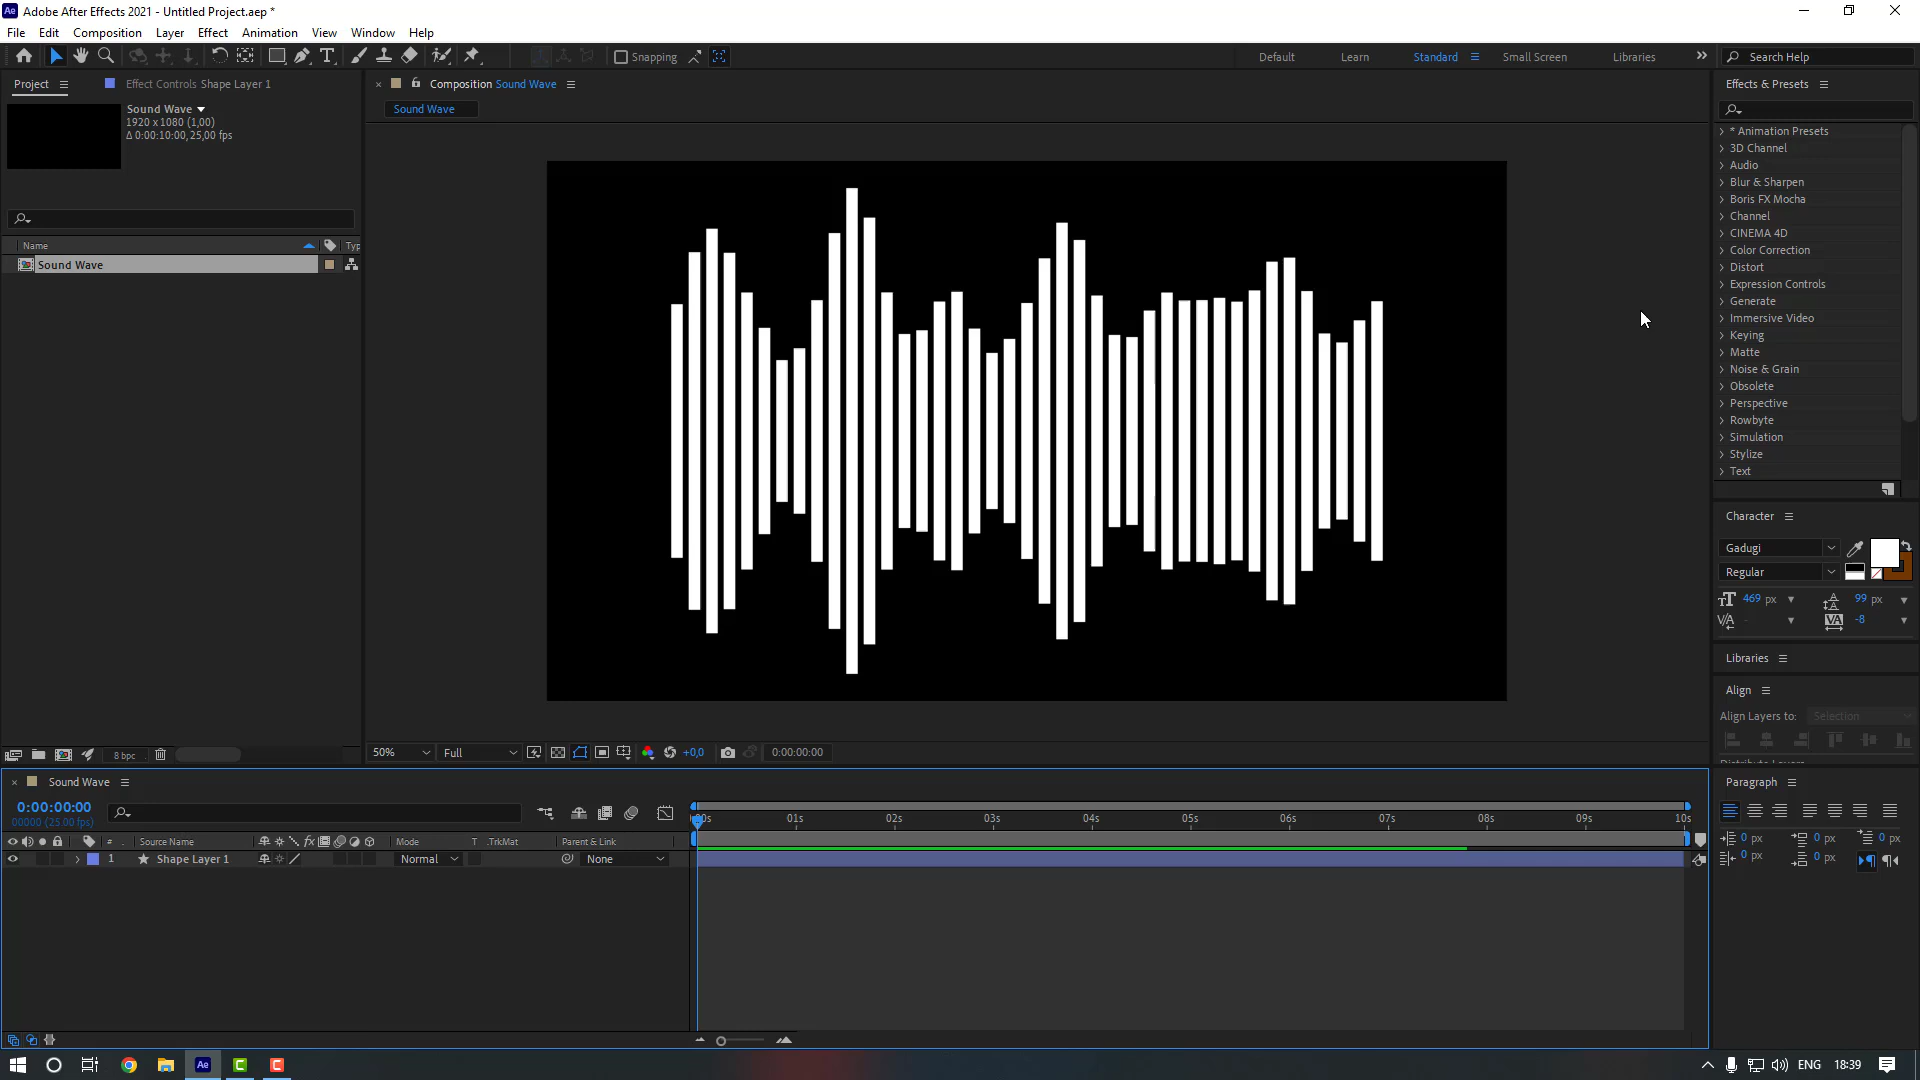 Ae Adobe After Effects 2021 - Untitled Project.aep *
File Edit Composition Layer Effect Animation View Window Help
Snapping Default Learn Standard Small Screen Libraries Search Help
Project Effect Controls Shape Layer 1
Composition Sound Wave
Effects & Presets
Sound Wave
1920 x 1080 (1,00)
Δ 0:00:10:00, 25,00 fps
Sound Wave
Name Typ
Sound Wave
* Animation Presets
3D Channel
Audio
Blur & Sharpen
Boris FX Mocha
Channel
CINEMA 4D
Color Correction
Distort
Expression Controls
Generate
Immersive Video
Keying
Matte
Noise & Grain
Obsolete
Perspective
Rowbyte
Simulation
Stylize
Text
Character
Gadugi
Regular
469 px 99 px
- -8
Libraries
Align
Align Layers to: Selection
Paragraph
0 px 0 px 0 px
0 px 0 px
8 bpc
50% Full +0,0 0:00:00:00
Sound Wave
0:00:00:00
00000 (25.00 fps)
01s 02s 03s 04s 05s 06s 07s 08s 09s 10s
# Source Name fx Mode T .TrkMat Parent & Link
1 Shape Layer 1 Normal None
Ae C C ENG 18:39